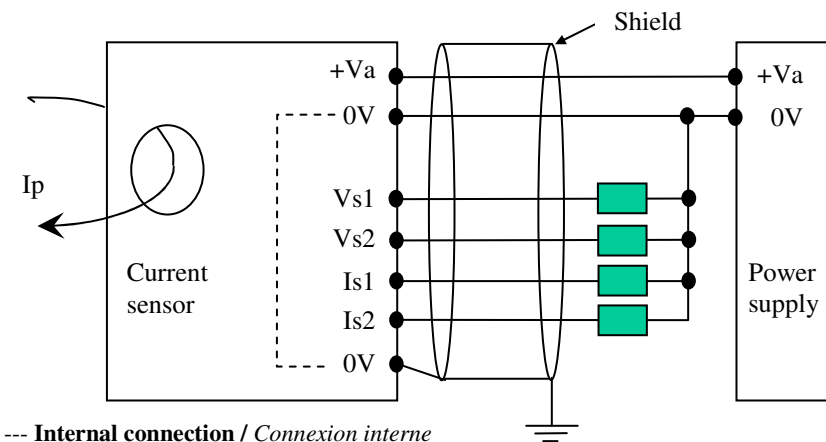 Shield
+Va
+Va
0V
0V
Ip
Vs1
Vs2
Is1
Is2
0V
Current
sensor
Power
supply
--- Internal connection / Connexion interne